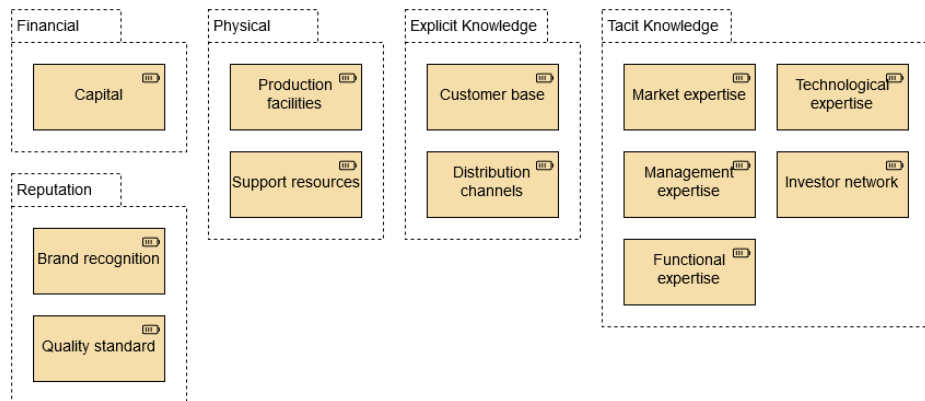 Financial
Capital
Reputation
Brand recognition
Quality standard
Physical
Production
facilities
Support resources
Explicit Knowledge
Customer base
Distribution
channels
Tacit Knowledge
Market expertise
Technological
expertise
Management
expertise
Investor network
Functional
expertise